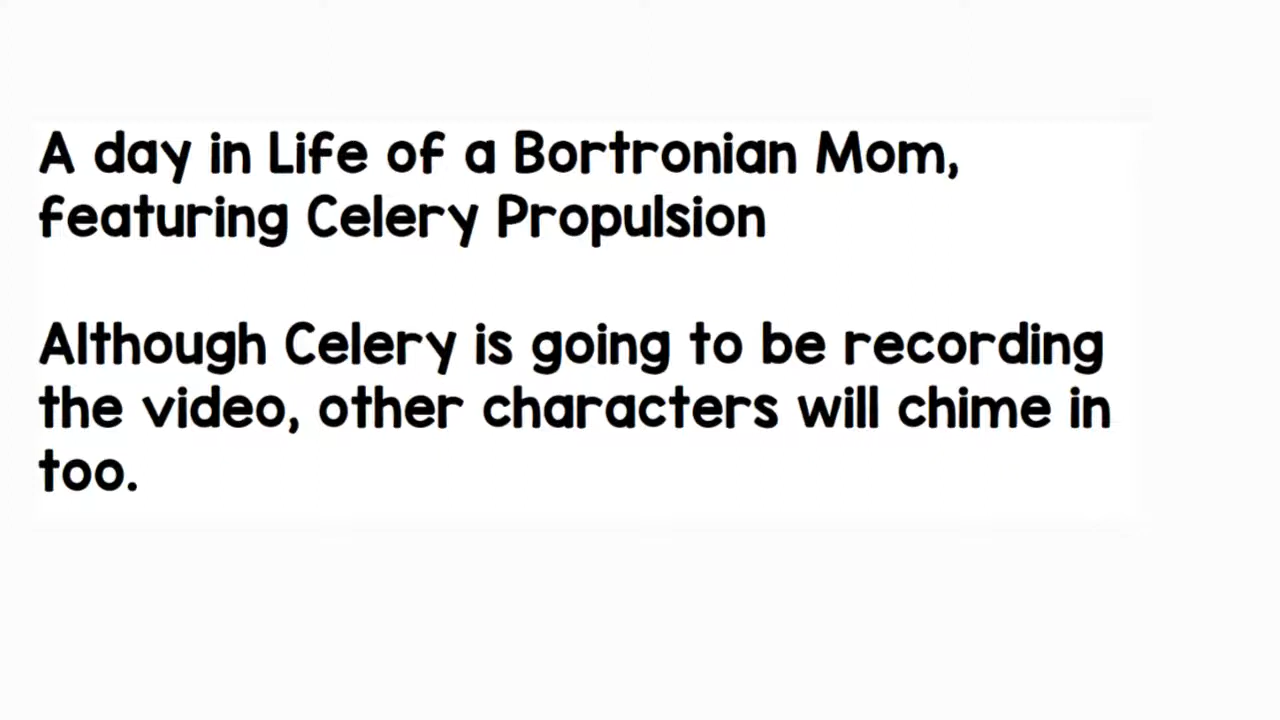 A day in Life of a Bortronian Mom,
featuring Celery Propulsion
Although Celery is going to be recording
the video, other characters will chime in
too.